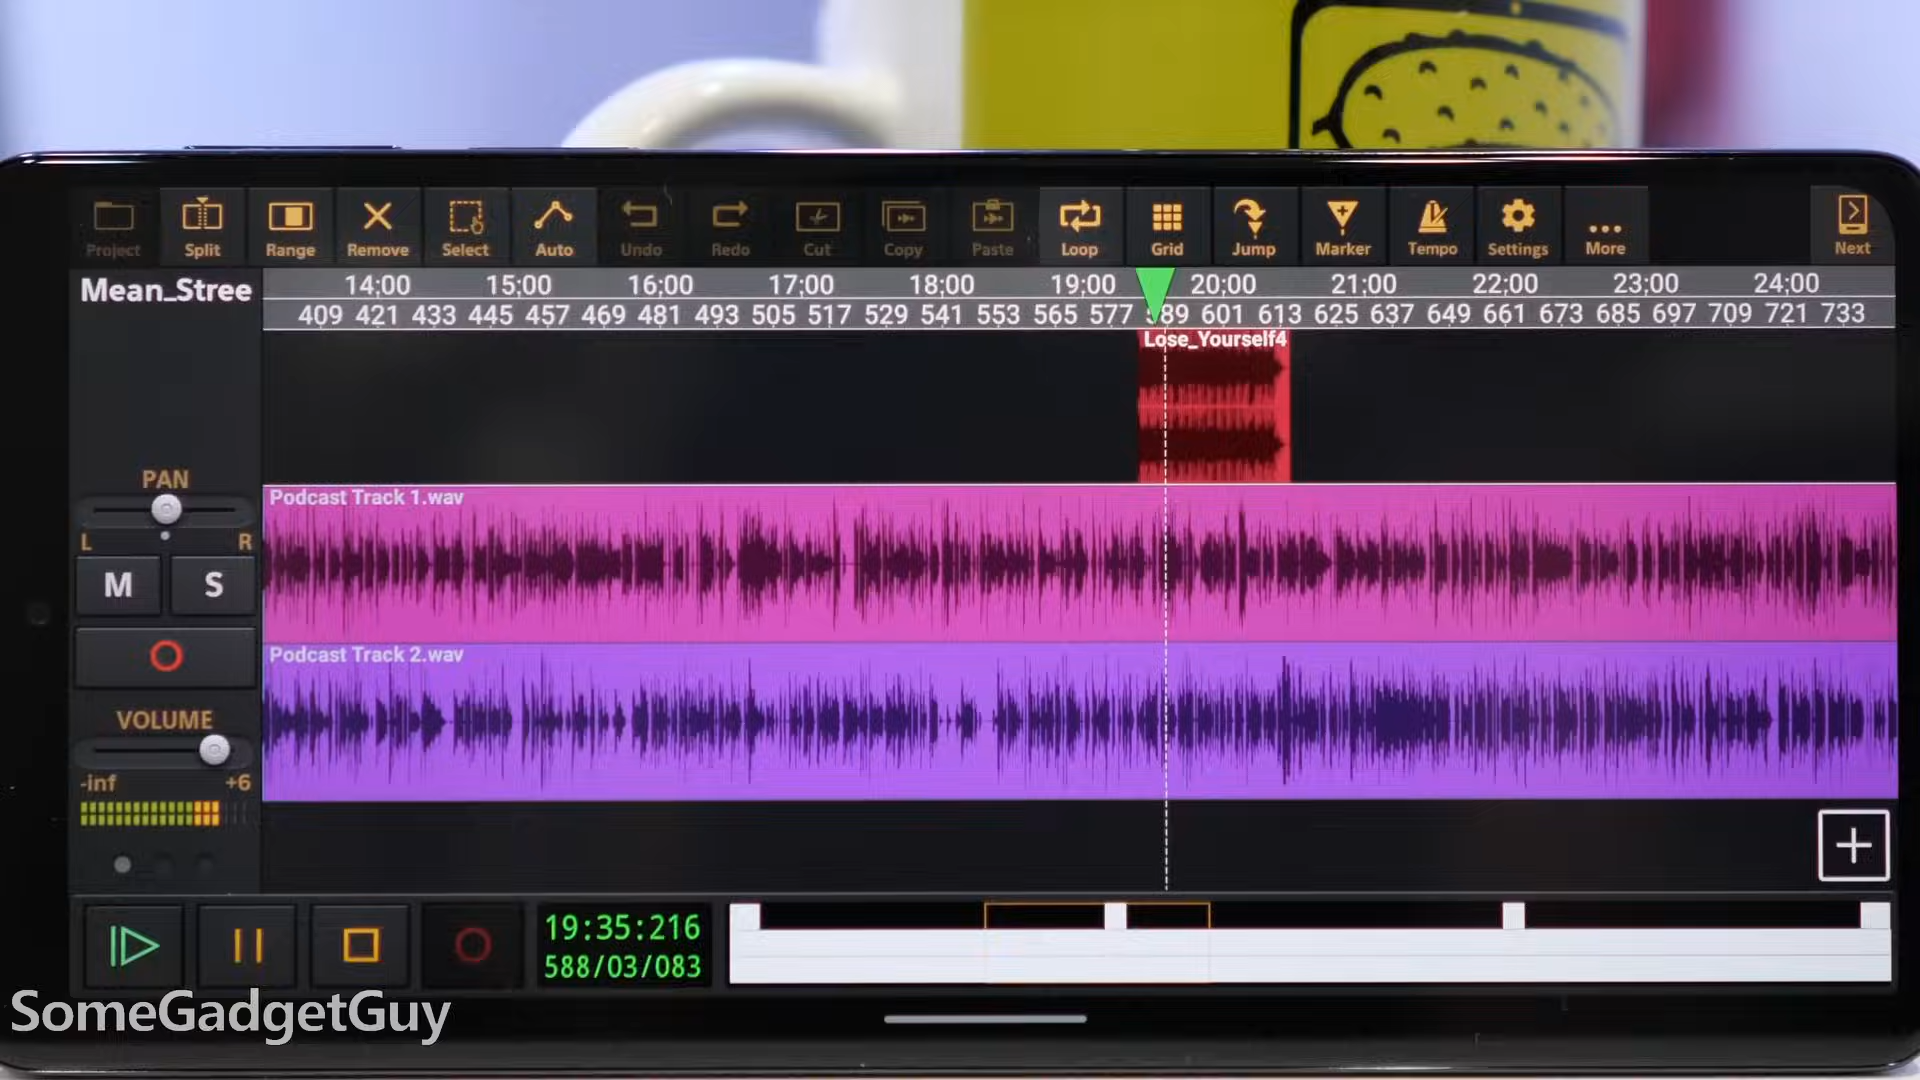 Project Split Range Remove Select Auto Undo Redo Cut Copy Paste Loop Grid Jump Marker Tempo Settings More Next
Mean_Stree
14;00 15;00 16;00 17;00 18;00 19;00 20;00 21;00 22;00 23;00 24;00
409 421 433 445 457 469 481 493 505 517 529 541 553 565 577 589 601 613 625 637 649 661 673 685 697 709 721 733
Lose_Yourself4
PAN
L R
M S
Podcast Track 1.wav
Podcast Track 2.wav
VOLUME
-inf +6
19:35:216
588/03/083
SomeGadgetGuy